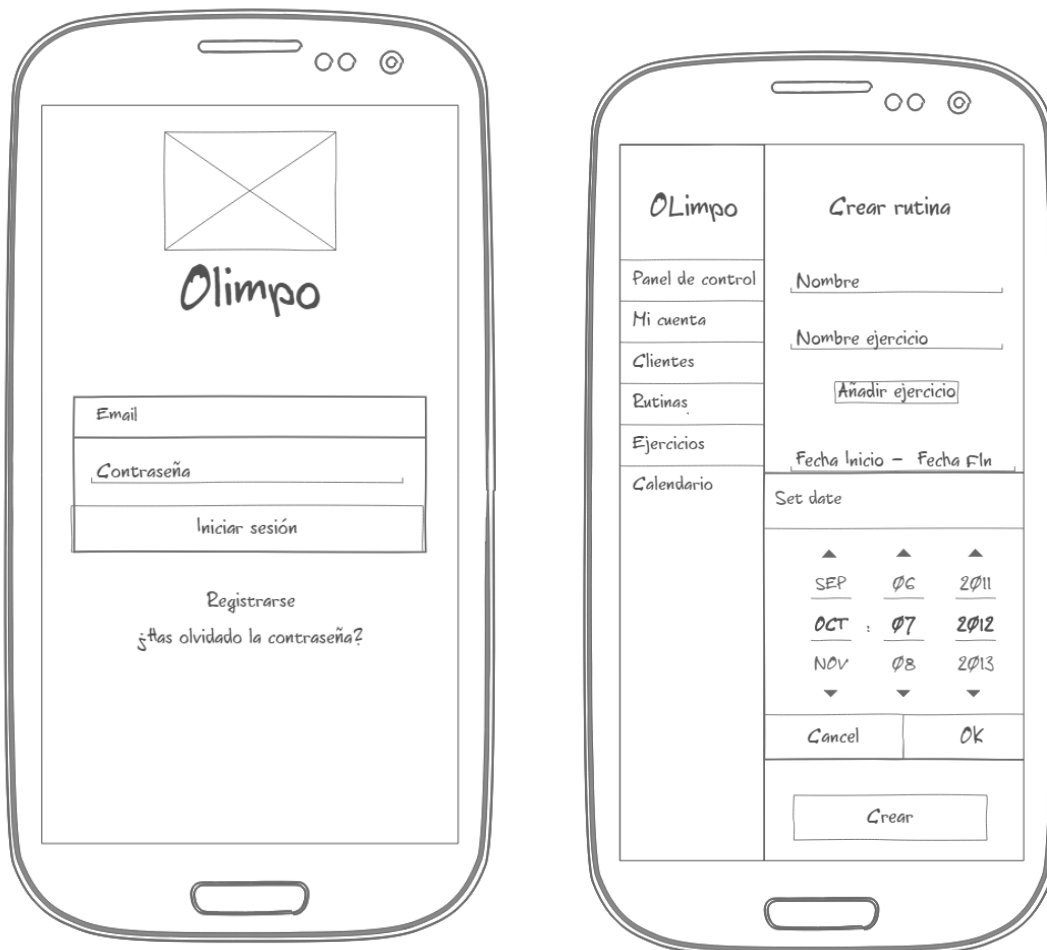 Olimpo
Email
Contraseña
Iniciar sesión
Registrarse
¿Has olvidado la contraseña?
OLimpo
Panel de control
Mi cuenta
Clientes
Rutinas
Ejercicios
Calendario
Crear rutina
Nombre
Nombre ejercicio
Añadir ejercicio
Fecha Inicio - Fecha FIn
Set date
SEP 06 2011
OCT : 07 2012
NOV 08 2013
Cancel OK
Crear